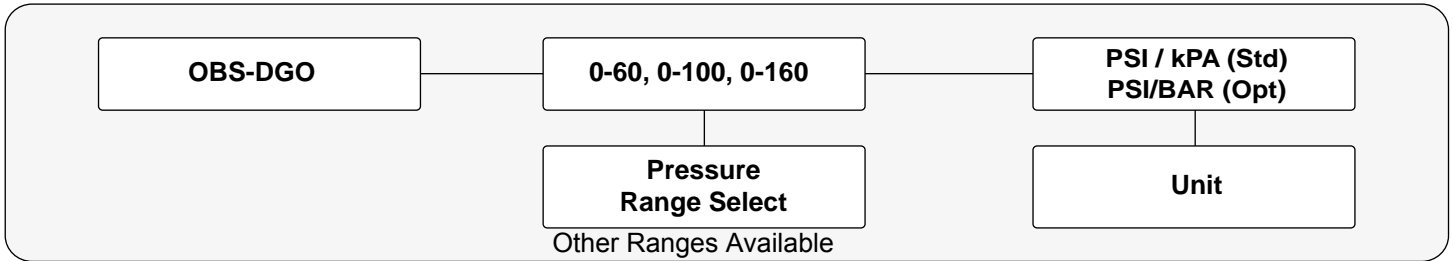 OBS-DGO
0-60, 0-100, 0-160
PSI / kPA (Std)
PSI/BAR (Opt)
Pressure
Range Select
Unit
Other Ranges Available